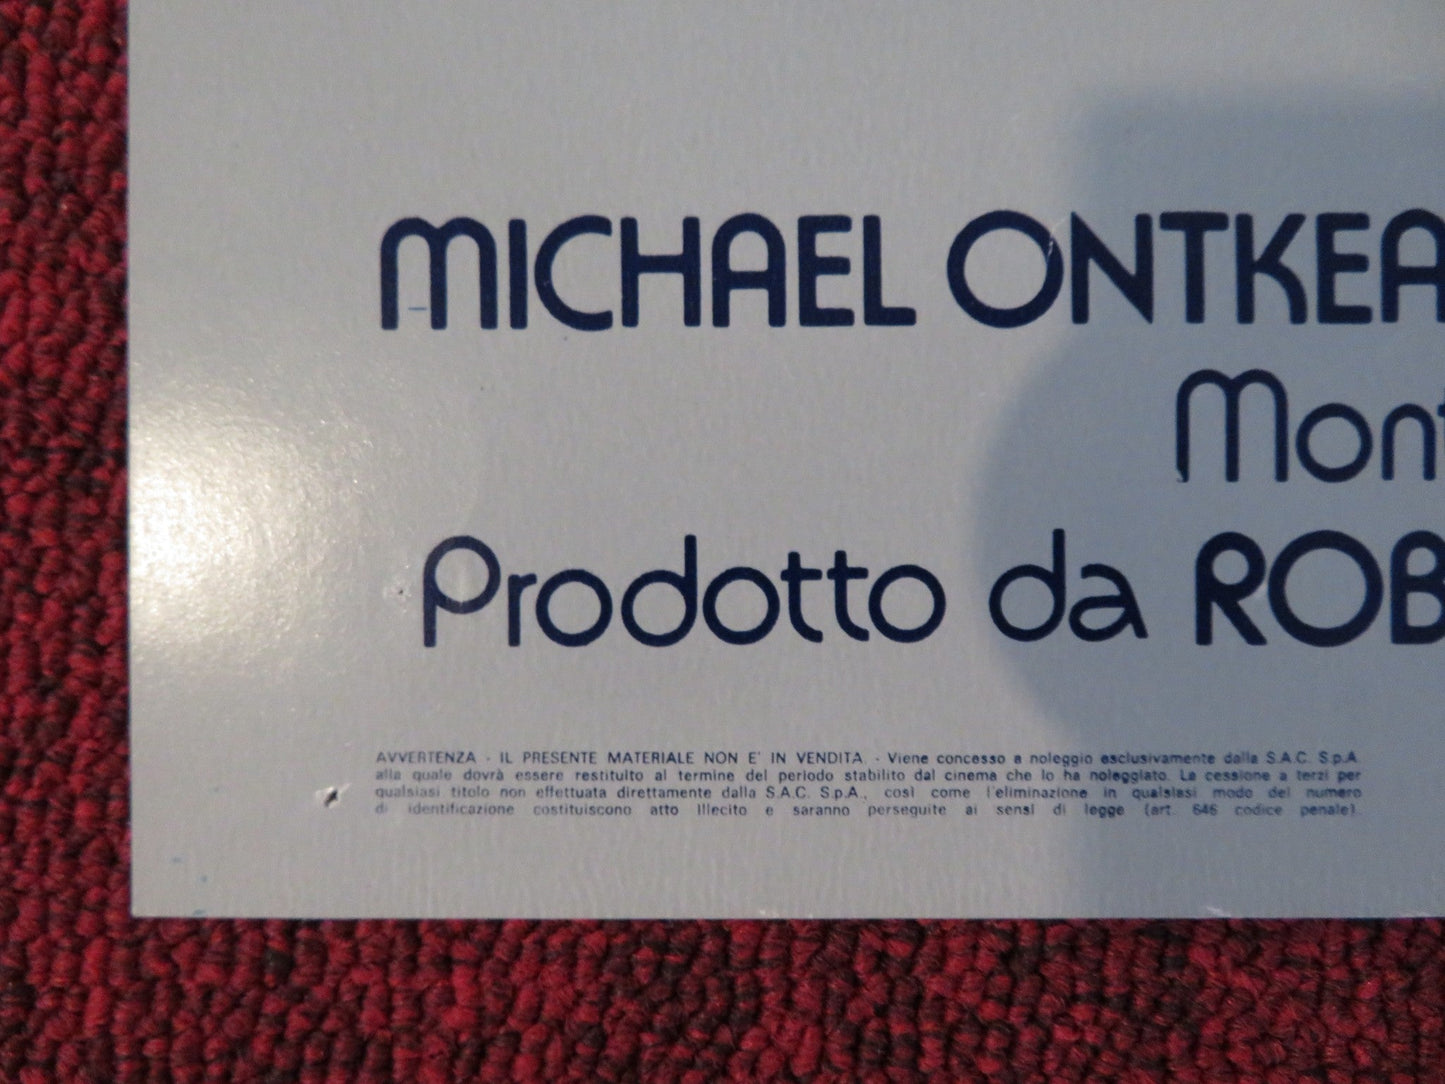 MICHAEL ONTKEA
Mont
Prodotto da ROB
AVVERTENZA - IL PRESENTE MATERIALE NON E' IN VENDITA. - Viene concesso a noleggio esclusivamente dalla S.A.C. S.p.A.
alla quale dovrà essere restituito al termine del periodo stabilito dal cinema che lo ha noleggiato. La cessione a terzi per
qualsiasi titolo non effettuata direttamente dalla S.A.C. S.p.A., così come l'eliminazione in qualsiasi modo del numero
di identificazione costituiscono atto illecito e saranno perseguite ai sensi di legge (art. 646 codice penale).